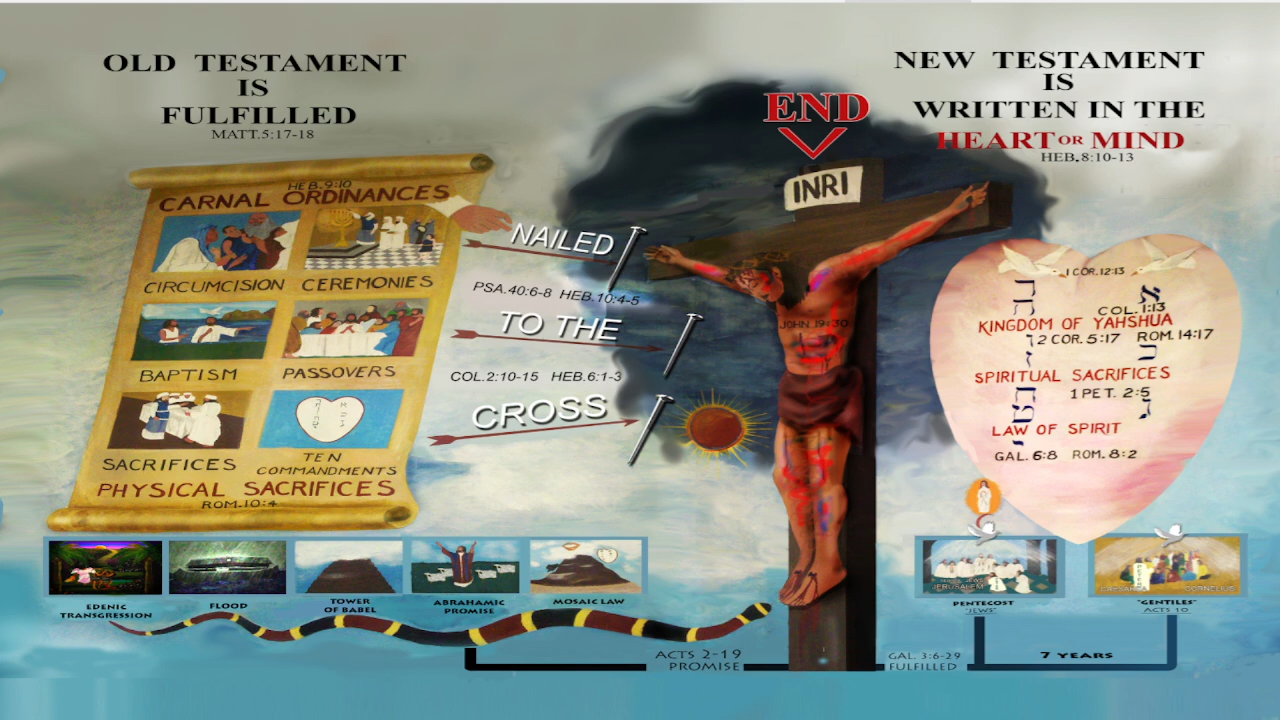 OLD TESTAMENT
IS
FULFILLED
MATT.5:17-18
HEB.9:10
CARNAL ORDINANCES
CIRCUMCISION CEREMONIES
BAPTISM PASSOVERS
SACRIFICES
TEN
COMMANDMENTS
PHYSICAL SACRIFICES
ROM.10:4
NAILED
PSA.40:6-8 HEB.10:4-5
TO THE
COL.2:10-15 HEB.6:1-3
CROSS
END
INRI
JOHN 19:30
NEW TESTAMENT
IS
WRITTEN IN THE
HEART OR MIND
HEB.8:10-13
1 COR.12:13
COL.1:13
KINGDOM OF YAHSHUA
2 COR.5:17 ROM.14:17
SPIRITUAL SACRIFICES
1 PET. 2:5
LAW OF SPIRIT
GAL. 6:8 ROM. 8:2
EDENIC
TRANSGRESSION
FLOOD
TOWER
OF BABEL
ABRAHAMIC
PROMISE
MOSAIC LAW
JERUSALEM
PENTECOST
"JEWS"
PETER
CAESAREA CORNELIUS
"GENTILES"
ACTS 10
ACTS 2-19
PROMISE
GAL. 3:6-29
FULFILLED
7 YEARS